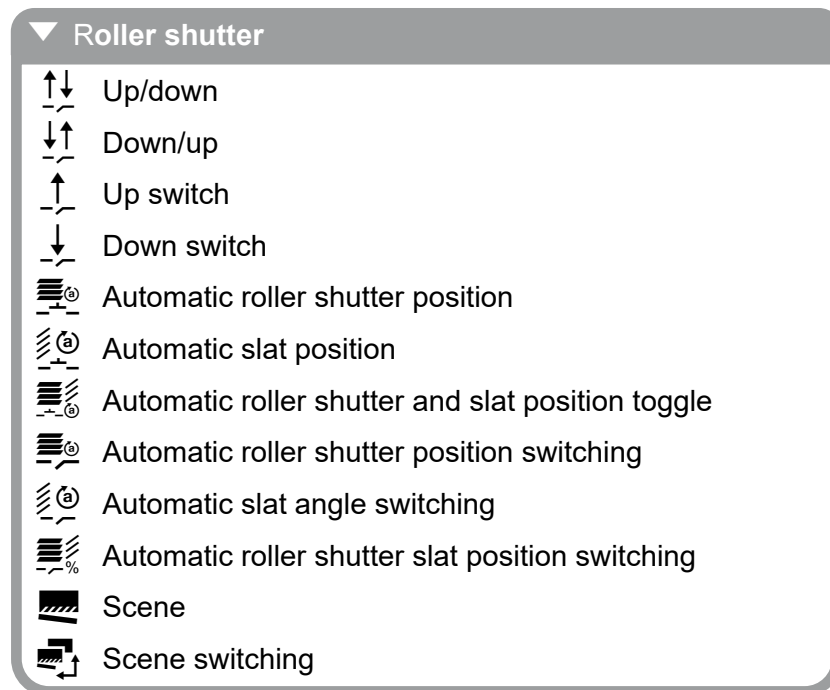 Roller shutter
Up/down
Down/up
Up switch
Down switch
a Automatic roller shutter position
a Automatic slat position
a Automatic roller shutter and slat position toggle
a Automatic roller shutter position switching
a Automatic slat angle switching
% Automatic roller shutter slat position switching
Scene
Scene switching